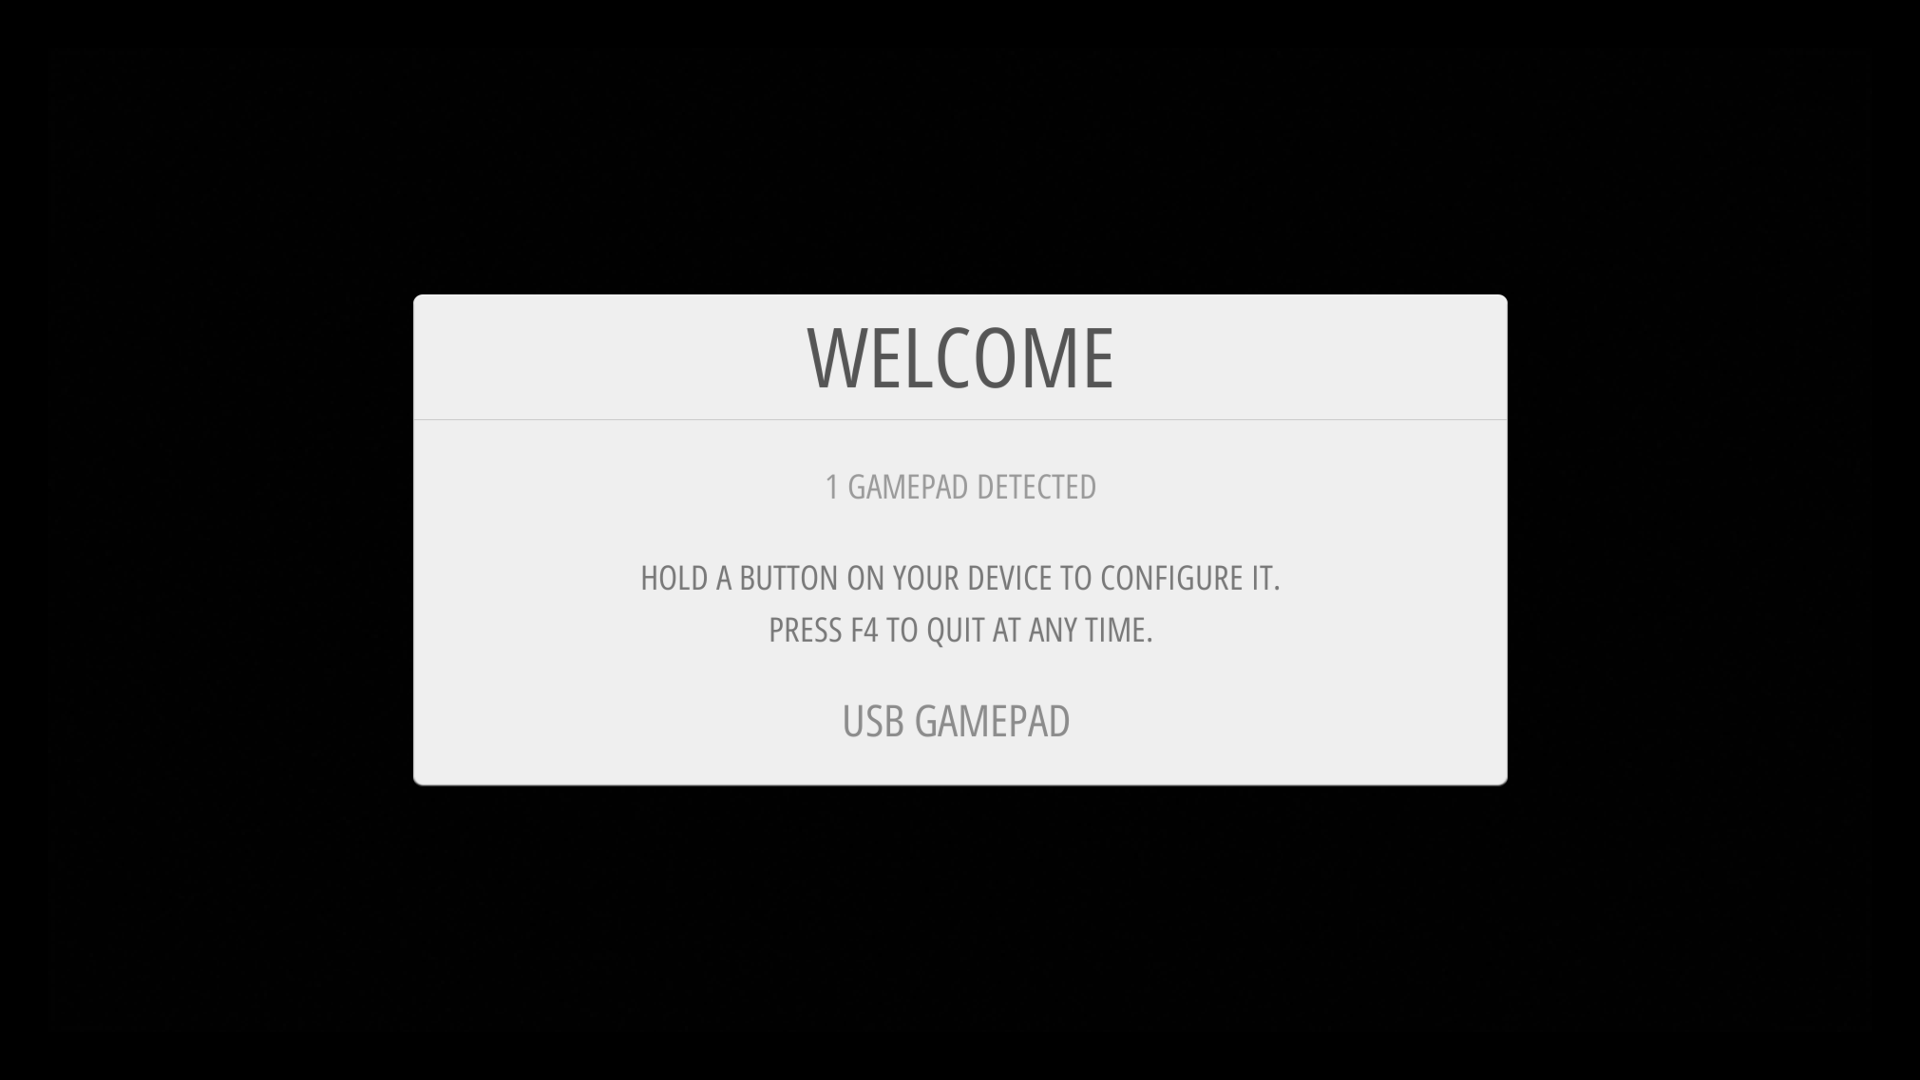 WELCOME
1 GAMEPAD DETECTED
HOLD A BUTTON ON YOUR DEVICE TO CONFIGURE IT.
PRESS F4 TO QUIT AT ANY TIME.
USB GAMEPAD